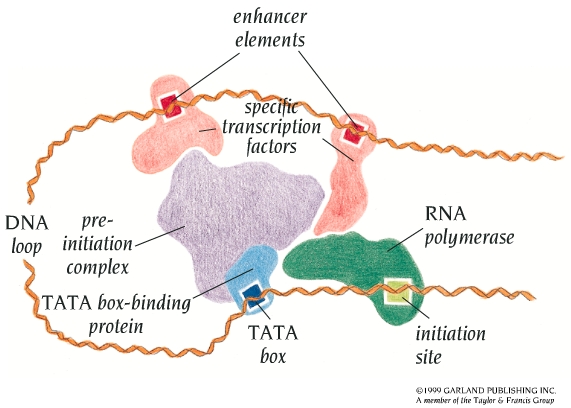 enhancer
elements
specific
transcription
factors
DNA
loop
pre-
initiation
complex
RNA
polymerase
TATA box-binding
protein
TATA
box
initiation
site
©1999 GARLAND PUBLISHING INC.
A member of the Taylor & Francis Group